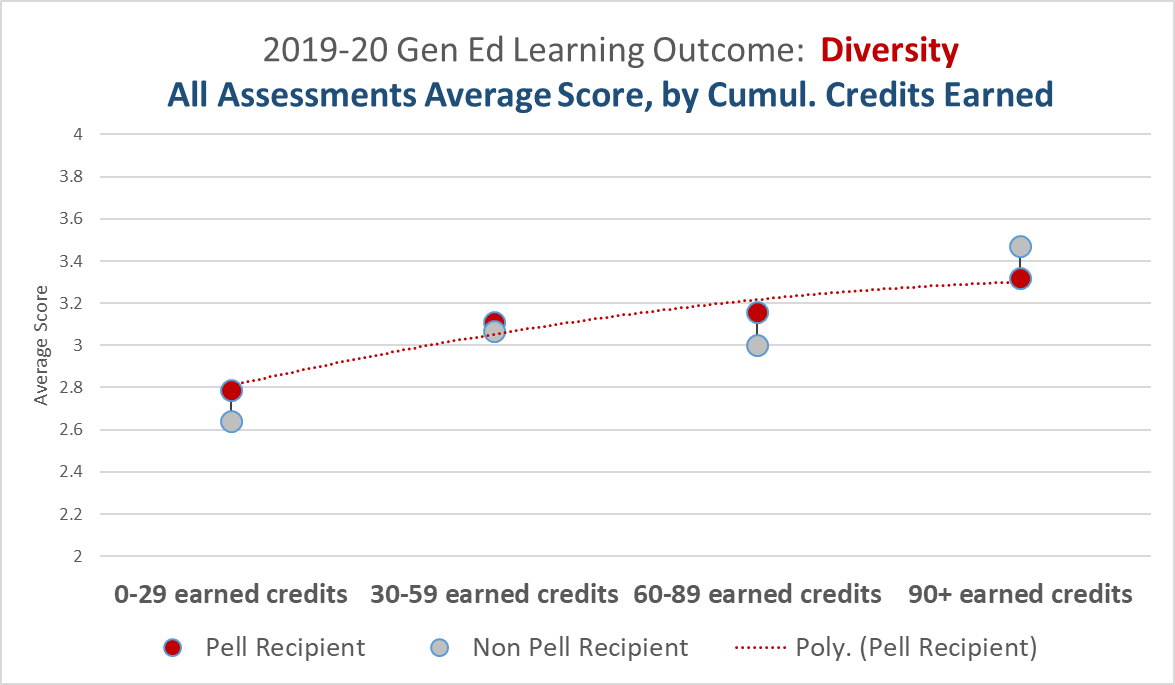 2019-20 Gen Ed Learning Outcome: Diversity
All Assessments Average Score, by Cumul. Credits Earned
Average Score
4
3.8
3.6
3.4
3.2
3
2.8
2.6
2.4
2.2
2
0-29 earned credits 30-59 earned credits 60-89 earned credits 90+ earned credits
Pell Recipient Non Pell Recipient Poly. (Pell Recipient)